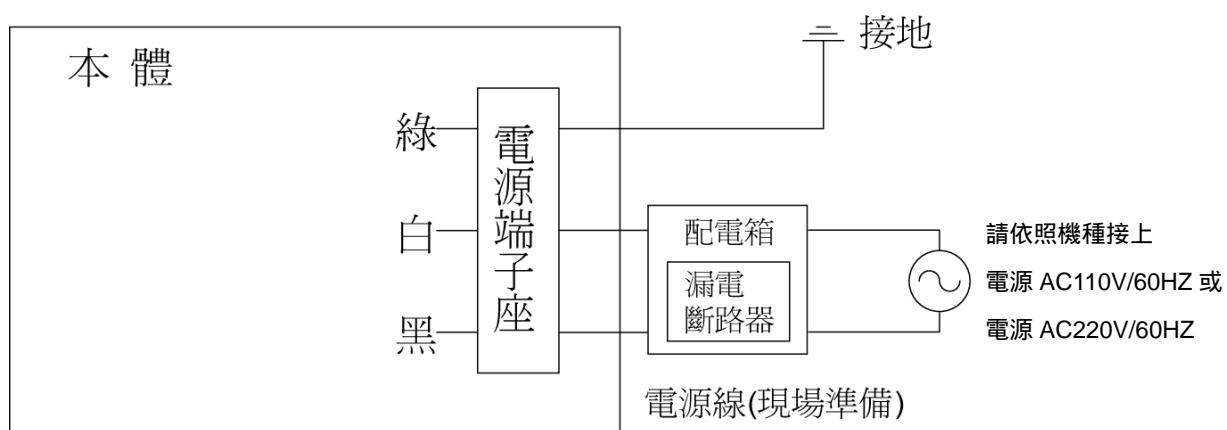 接地
本 體
綠
白
黑
電源端子座
配電箱
漏電
斷路器
請依照機種接上
電源 AC110V/60HZ 或
電源 AC220V/60HZ
電源線(現場準備)